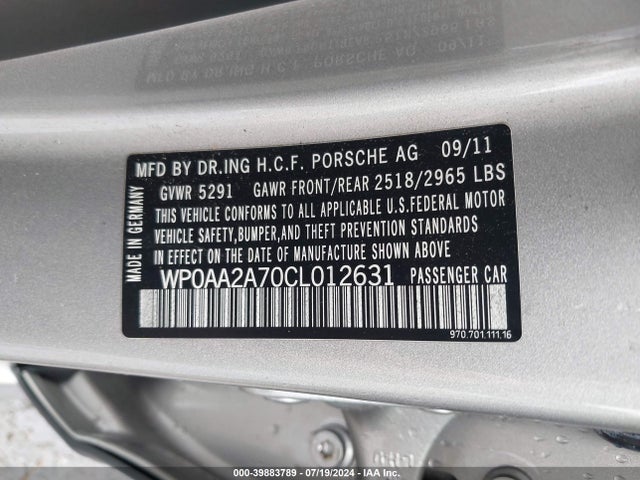 MFD BY DR.ING H.C.F. PORSCHE AG 09/11
GVWR 5291 GAWR FRONT/REAR 2518/2965 LBS
THIS VEHICLE CONFORMS TO ALL APPLICABLE U.S.FEDERAL MOTOR
VEHICLE SAFETY,BUMPER,AND THEFT PREVENTION STANDARDS
IN EFFECT ON THE DATE OF MANUFACTURE SHOWN ABOVE.
WP0AA2A70CL012631 PASSENGER CAR
MADE IN GERMANY
970.701.111.16
000-39883789 - 07/19/2024 - IAA Inc.